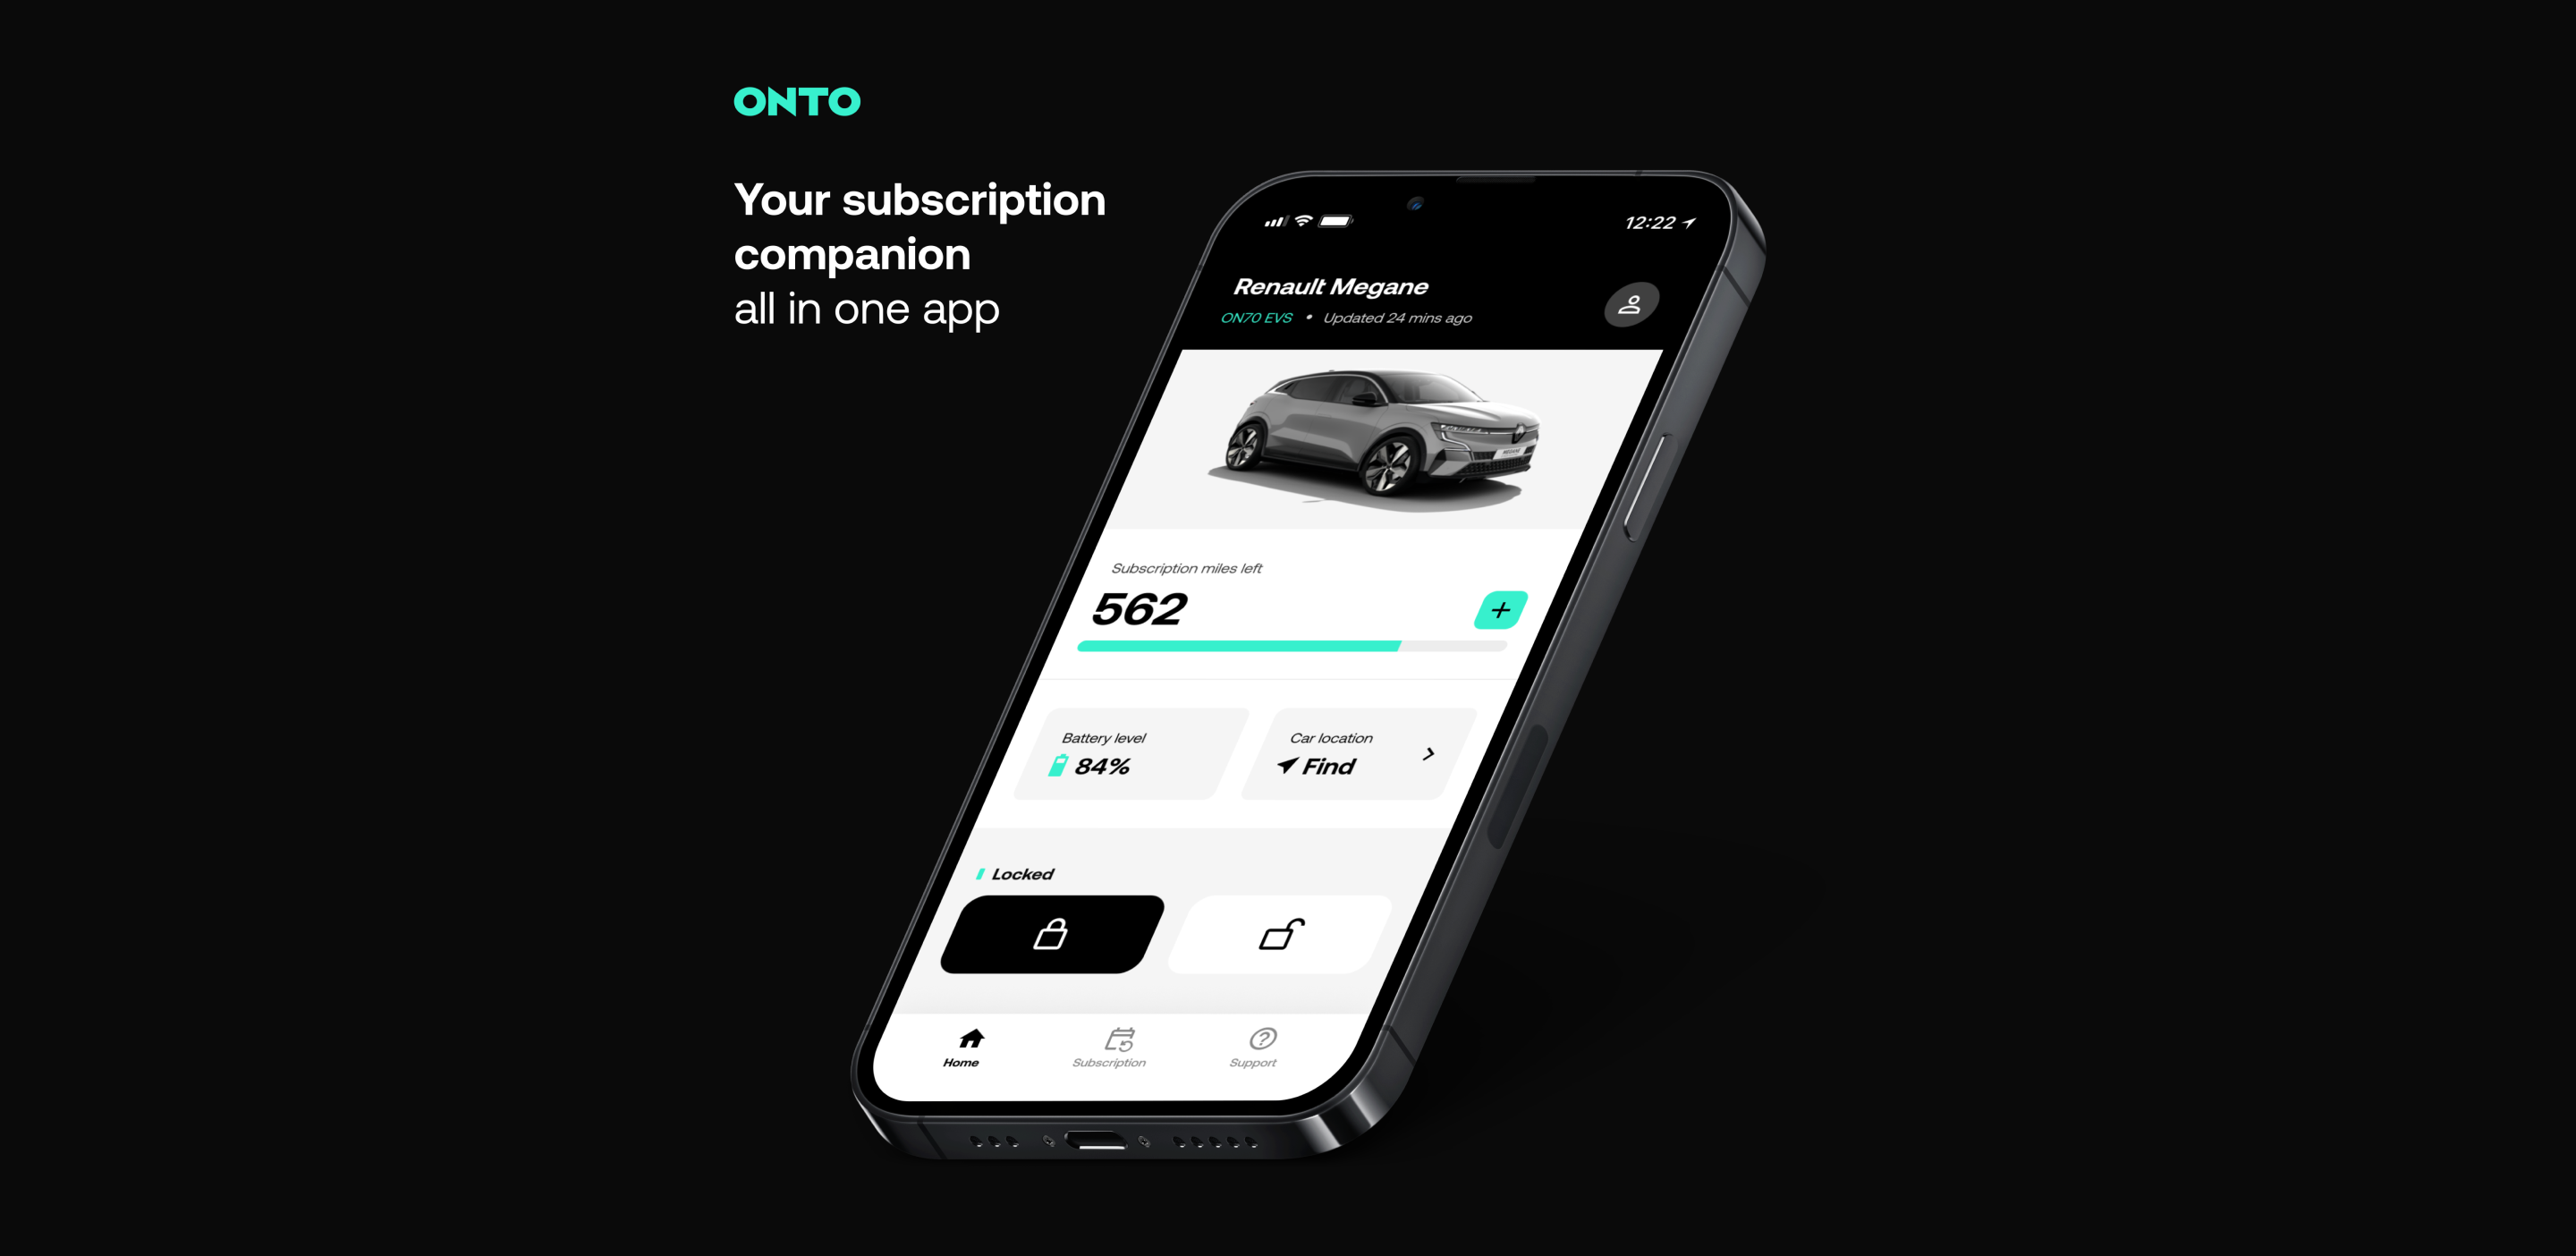 ONTO
Your subscription
companion
all in one app
12:22
Renault Megane
ON70 EVS • Updated 24 mins ago
MEGANE
Subscription miles left
562
+
Battery level
84%
Car location
Find
Locked
Home
Subscription
Support